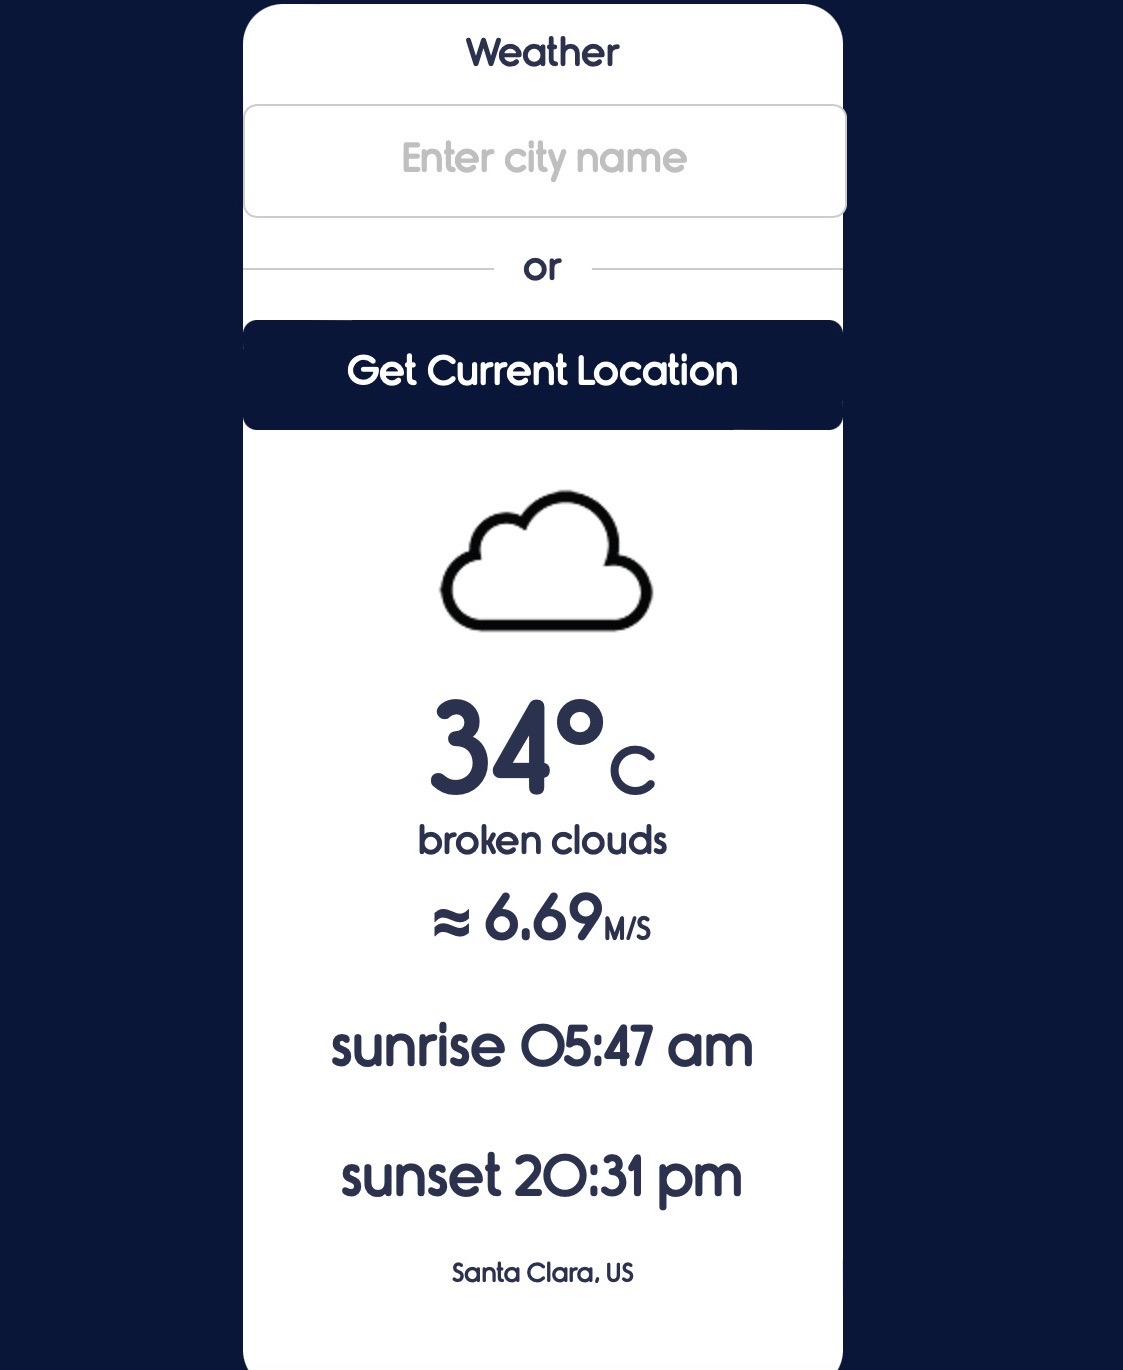 Weather
Enter city name
or
Get Current Location
34°C
broken clouds
≈ 6.69M/S
sunrise 05:47 am
sunset 20:31 pm
Santa Clara, US